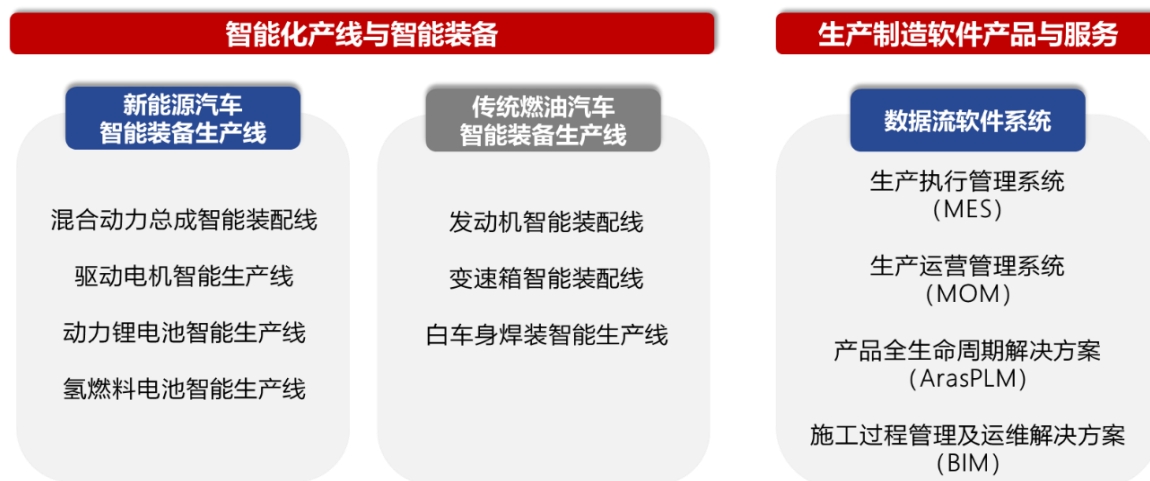 智能化产线与智能装备
新能源汽车
智能装备生产线
混合动力总成智能装配线
驱动电机智能生产线
动力锂电池智能生产线
氢燃料电池智能生产线
传统燃油汽车
智能装备生产线
发动机智能装配线
变速箱智能装配线
白车身焊装智能生产线
生产制造软件产品与服务
数据流软件系统
生产执行管理系统
(MES)
生产运营管理系统
(MOM)
产品全生命周期解决方案
(ArasPLM)
施工过程管理及运维解决方案
(BIM)